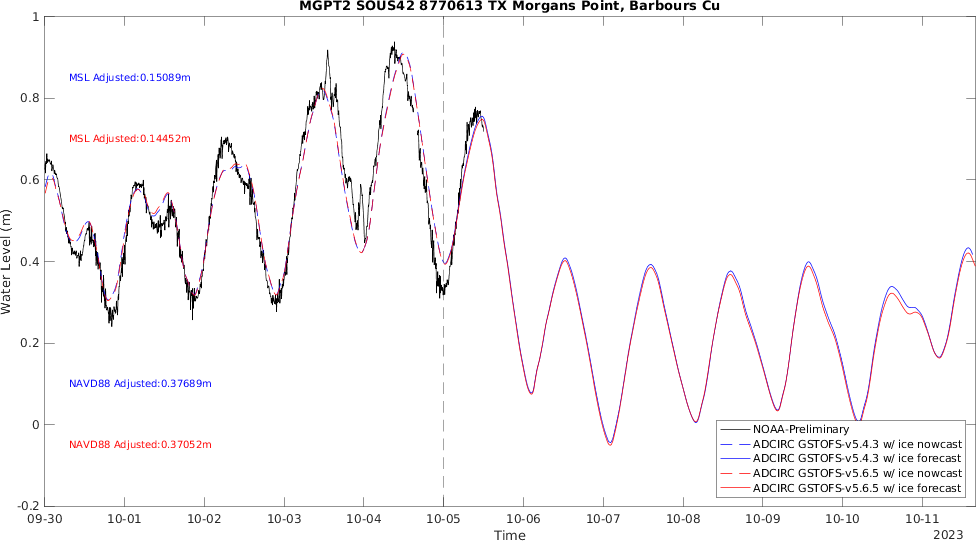 MGPT2 SOUS42 8770613 TX Morgans Point, Barbours Cu
1
0.8
0.6
0.4
0.2
0
-0.2
Water Level (m)
MSL Adjusted:0.15089m
MSL Adjusted:0.14452m
NAVD88 Adjusted:0.37689m
NAVD88 Adjusted:0.37052m
NOAA-Preliminary
ADCIRC GSTOFS-v5.4.3 w/ ice nowcast
ADCIRC GSTOFS-v5.4.3 w/ ice forecast
ADCIRC GSTOFS-v5.6.5 w/ ice nowcast
ADCIRC GSTOFS-v5.6.5 w/ ice forecast
09-30 10-01 10-02 10-03 10-04 10-05 10-06 10-07 10-08 10-09 10-10 10-11
Time
2023